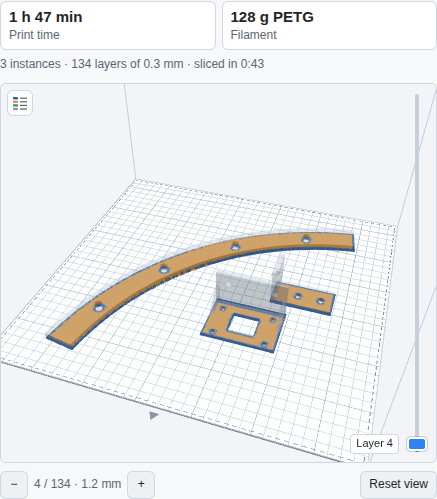 1 h 47 min
Print time
128 g PETG
Filament
3 instances · 134 layers of 0.3 mm · sliced in 0:43
Layer 4
− 4 / 134 · 1.2 mm +
Reset view